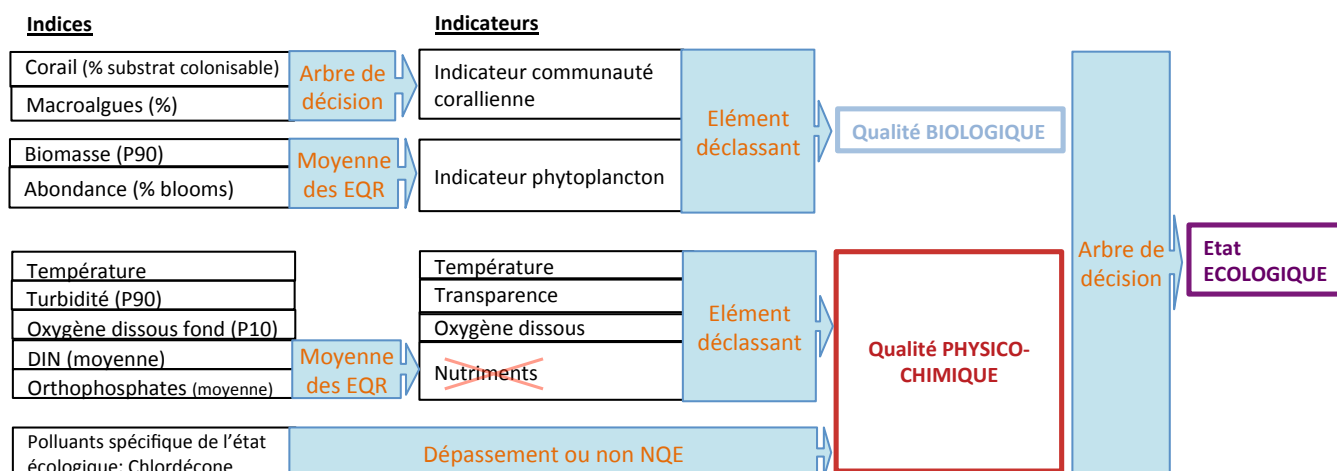 Indices
Indicateurs
Corail (% substrat colonisable)
Macroalgues (%)
Arbre de
décision
Indicateur communauté
corallienne
Biomasse (P90)
Abondance (% blooms)
Moyenne
des EQR
Indicateur phytoplancton
Elément
déclassant
Qualité BIOLOGIQUE
Température
Turbidité (P90)
Oxygène dissous fond (P10)
DIN (moyenne)
Orthophosphates (moyenne)
Moyenne
des EQR
Température
Transparence
Oxygène dissous
Nutriments
Elément
déclassant
Qualité PHYSICO-
CHIMIQUE
Polluants spécifique de l’état
écologique: Chlordécone
Dépassement ou non NQE
Arbre de
décision
Etat
ECOLOGIQUE